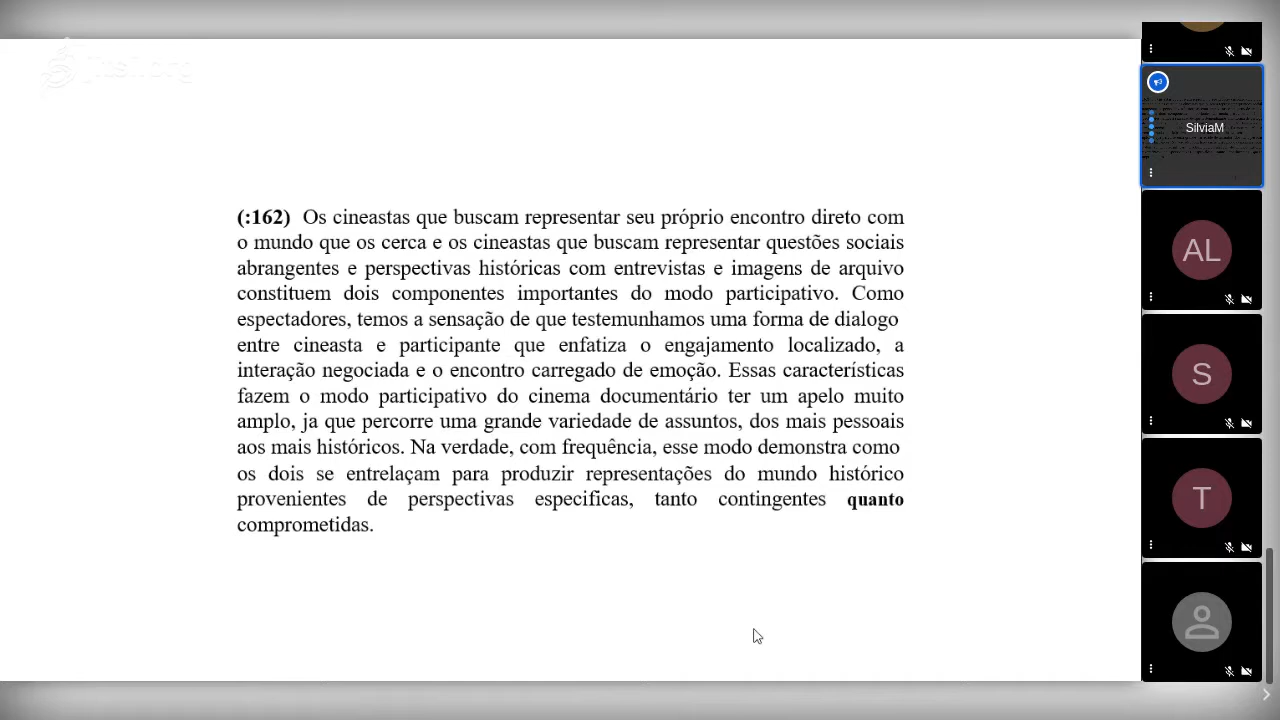 (:162) Os cineastas que buscam representar seu próprio encontro direto com
o mundo que os cerca e os cineastas que buscam representar questões sociais
abrangentes e perspectivas históricas com entrevistas e imagens de arquivo
constituem dois componentes importantes do modo participativo. Como
espectadores, temos a sensação de que testemunhamos uma forma de dialogo
entre cineasta e participante que enfatiza o engajamento localizado, a
interação negociada e o encontro carregado de emoção. Essas características
fazem o modo participativo do cinema documentário ter um apelo muito
amplo, ja que percorre uma grande variedade de assuntos, dos mais pessoais
aos mais históricos. Na verdade, com frequência, esse modo demonstra como
os dois se entrelaçam para produzir representações do mundo histórico
provenientes de perspectivas especificas, tanto contingentes quanto
comprometidas.
SilviaM
AL
S
T